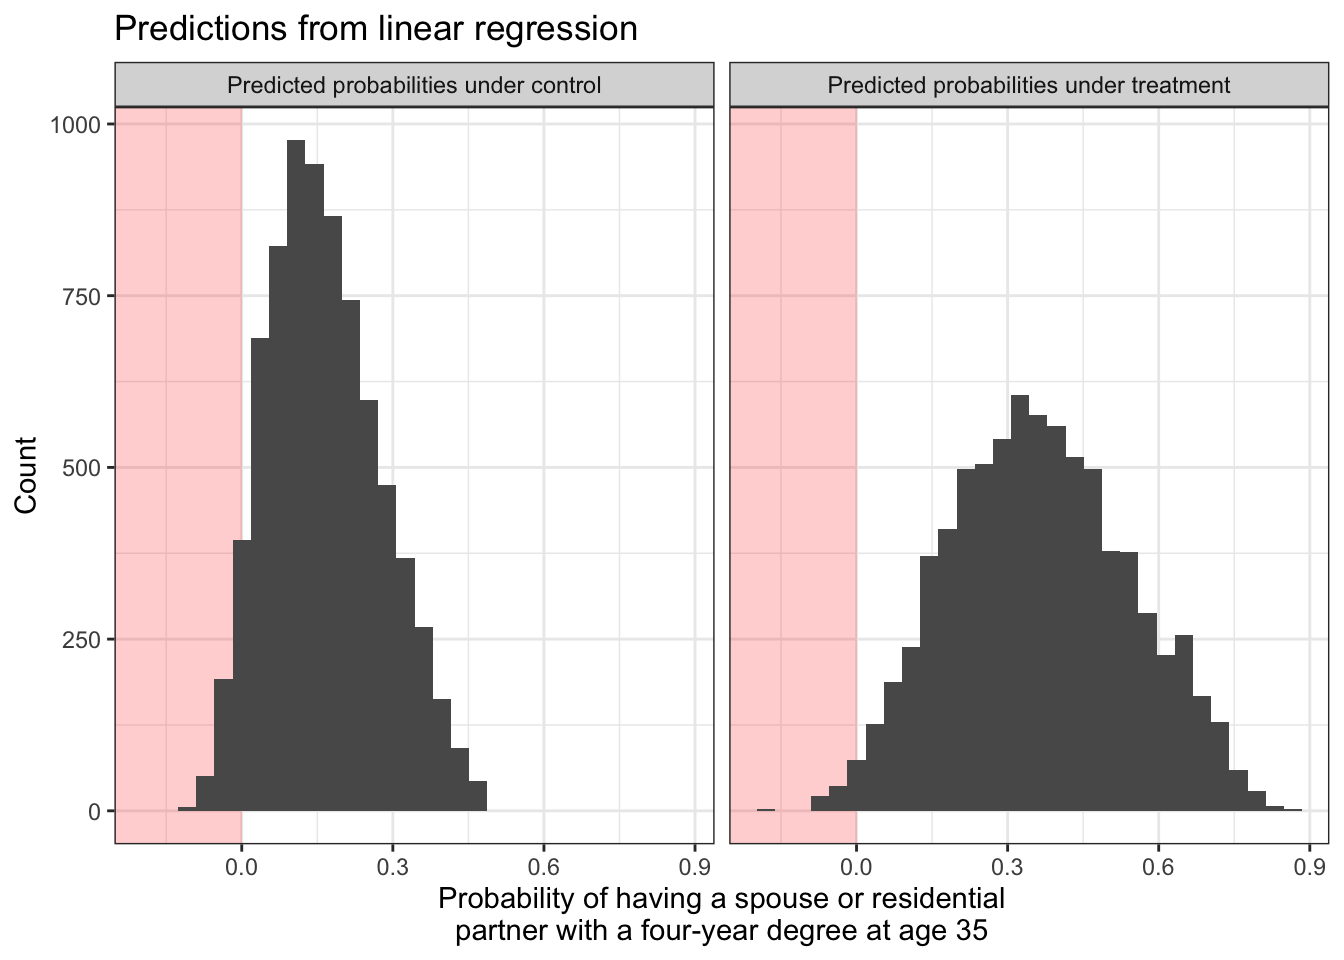 Predictions from linear regression
Predicted probabilities under control
Predicted probabilities under treatment
1000
750
500
250
0
Count
0.0 0.3 0.6 0.9
0.0 0.3 0.6 0.9
Probability of having a spouse or residential
partner with a four-year degree at age 35